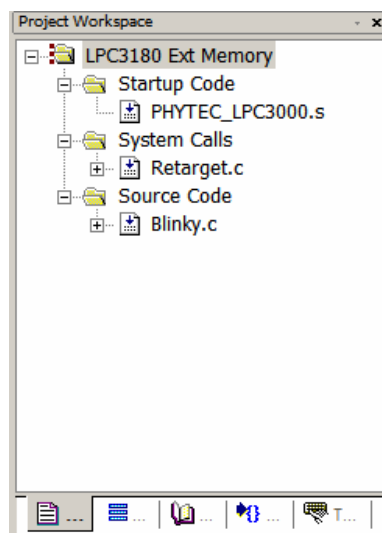 Project Workspace
LPC3180 Ext Memory
Startup Code
PHYTEC_LPC3000.s
System Calls
Retarget.c
Source Code
Blinky.c
... ... ... {} ... T...